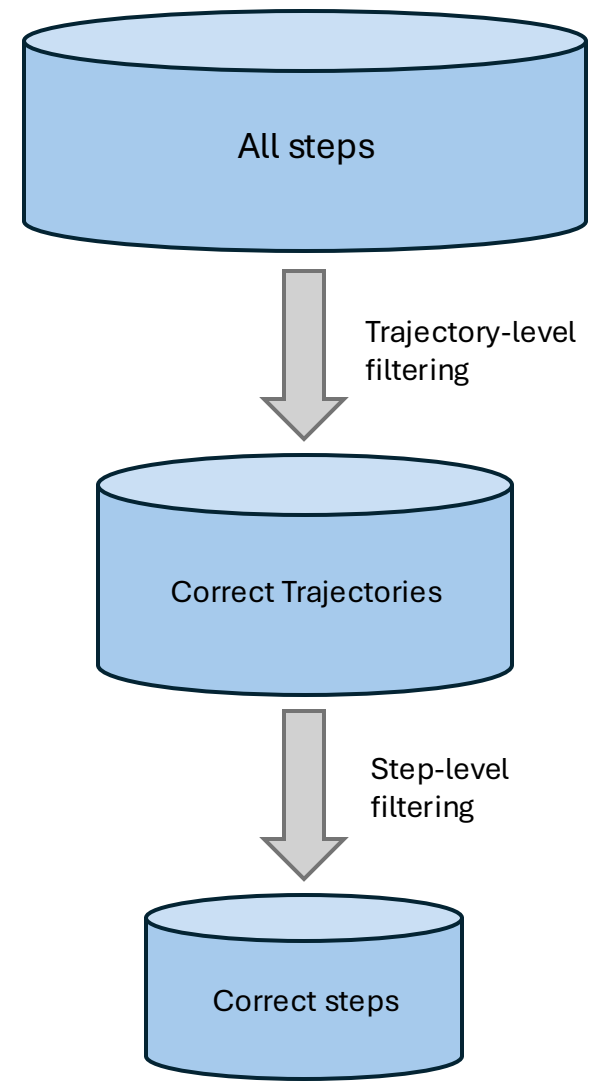 All steps
Trajectory-level
filtering
Correct Trajectories
Step-level
filtering
Correct steps